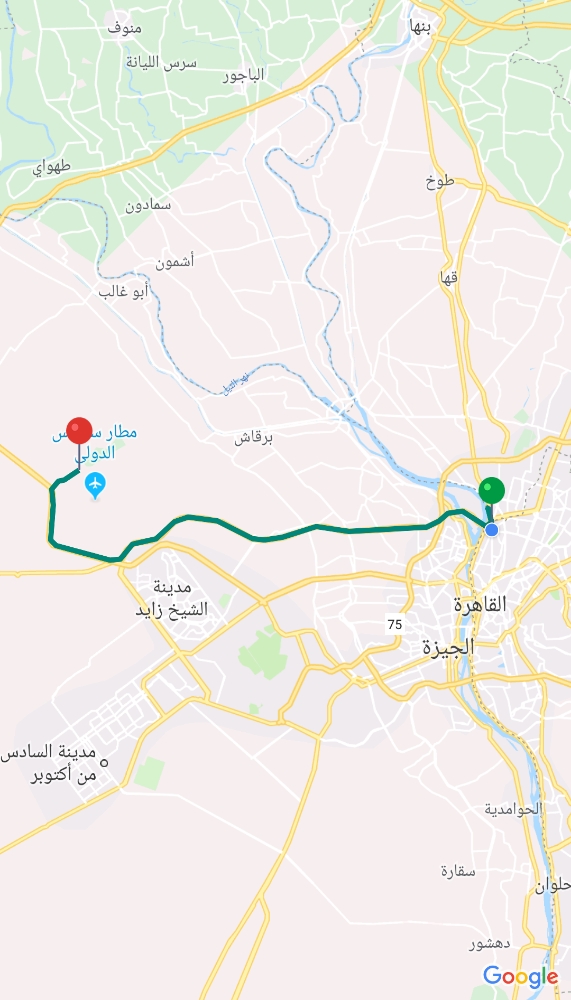 بنها
منوف
سرس الليانة
الباجور
طهواي
طوخ
سمادون
أشمون
قها
أبو غالب
نهر النيل
برقاش
مطار
الدولي
مدينة
الشيخ زايد
القاهرة
75
الجيزة
مدينة السادس
من أكتوبر
الحوامدية
سقارة
حلوان
دهشور
Google